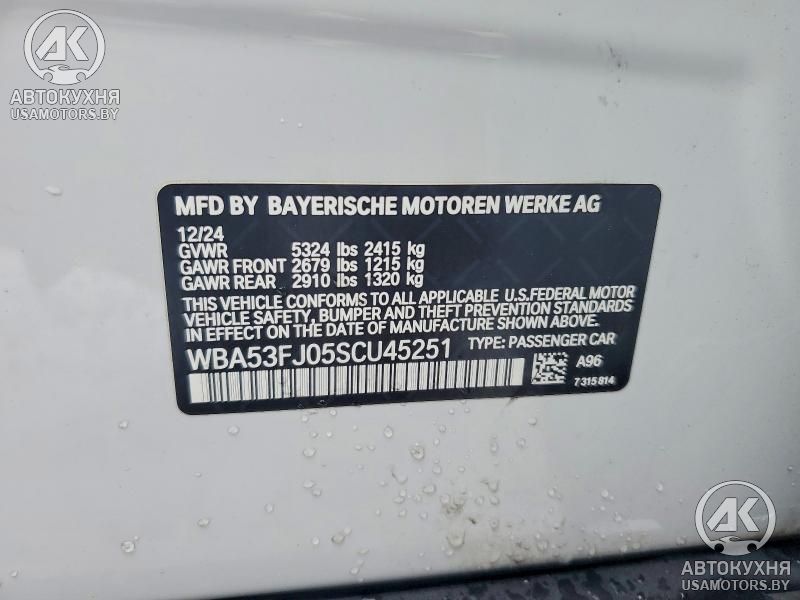 AK
АВТОКУХНЯ
USAMOTORS.BY
MFD BY BAYERISCHE MOTOREN WERKE AG
12/24
GVWR 5324 lbs 2415 kg
GAWR FRONT 2679 lbs 1215 kg
GAWR REAR 2910 lbs 1320 kg
THIS VEHICLE CONFORMS TO ALL APPLICABLE U.S.FEDERAL MOTOR
VEHICLE SAFETY, BUMPER AND THEFT PREVENTION STANDARDS
IN EFFECT ON THE DATE OF MANUFACTURE SHOWN ABOVE.
WBA53FJ05SCU45251 TYPE: PASSENGER CAR
A96
7 315 814
AK
АВТОКУХНЯ
USAMOTORS.BY